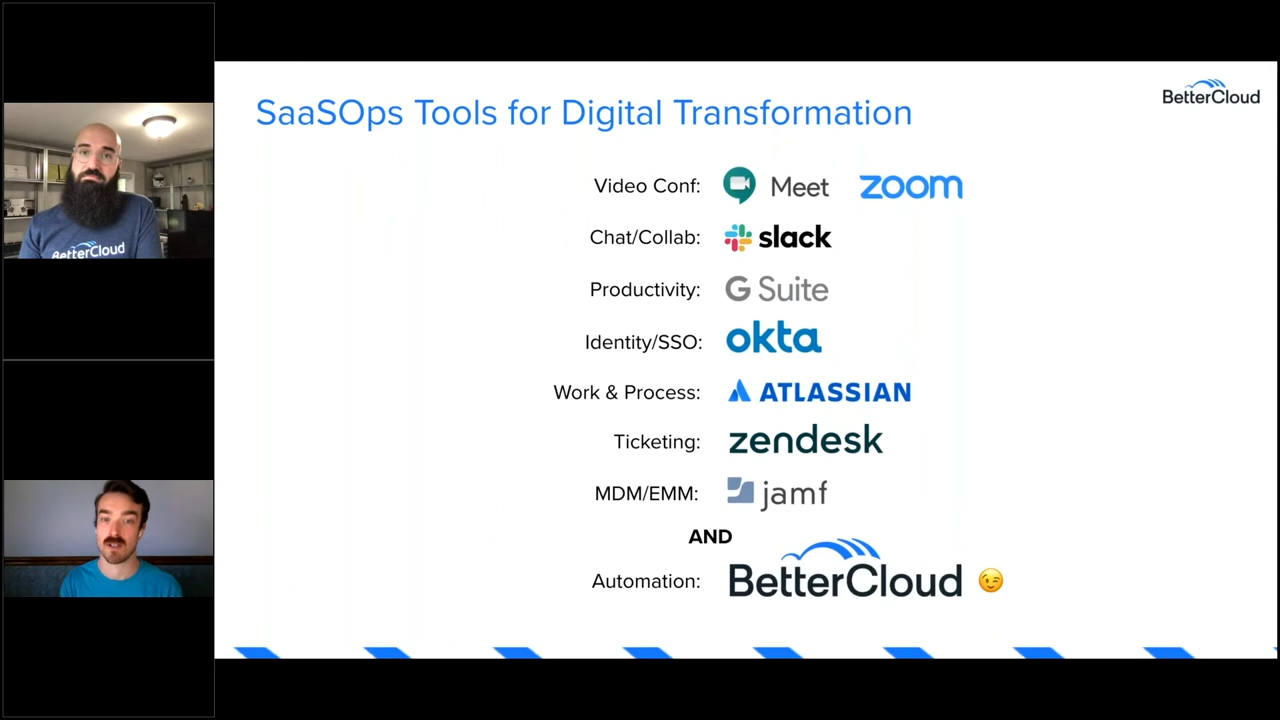 SaaSOps Tools for Digital Transformation
BetterCloud
Video Conf: Meet zoom
Chat/Collab: slack
Productivity: G Suite
Identity/SSO: okta
Work & Process: ATLASSIAN
Ticketing: zendesk
MDM/EMM: jamf
AND
Automation: BetterCloud
BetterCloud